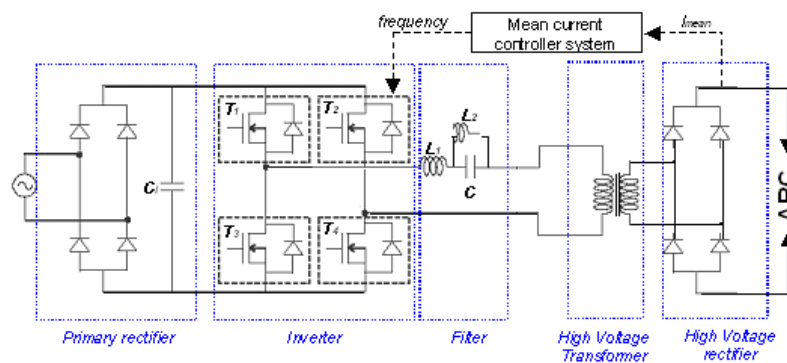 frequency
Mean current
controller system
Imean
T1
T2
L2
L1
Ci
C
T3
T4
ARC
Primary rectifier
Inverter
Filter
High Voltage
Transformer
High Voltage
rectifier